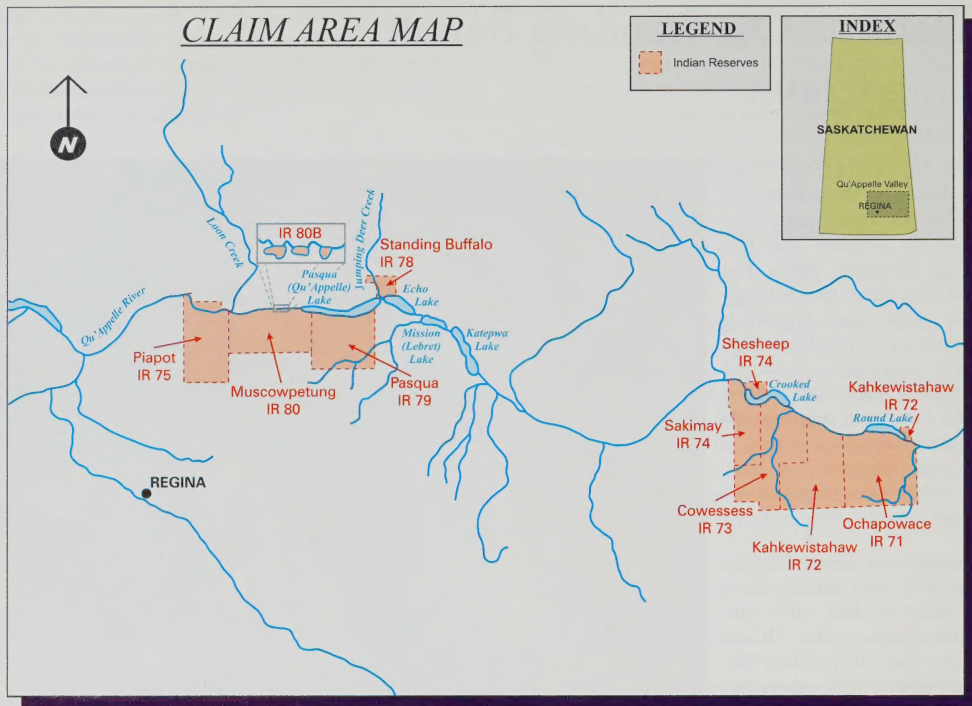 CLAIM AREA MAP
LEGEND
Indian Reserves
INDEX
SASKATCHEWAN
Qu'Appelle Valley
REGINA
N
Loon Creek
IR 80B
Jumping Deer Creek
Standing Buffalo
IR 78
Pasqua
(Qu'Appelle)
Lake
Echo
Lake
Qu'Appelle River
Mission
(Lebret)
Lake
Katepwa
Lake
Piapot
IR 75
Muscowpetung
IR 80
Pasqua
IR 79
Shesheep
IR 74
Crooked
Lake
Kahkewistahaw
IR 72
Round Lake
Sakimay
IR 74
REGINA
Cowessess
IR 73
Kahkewistahaw
IR 72
Ochapowace
IR 71